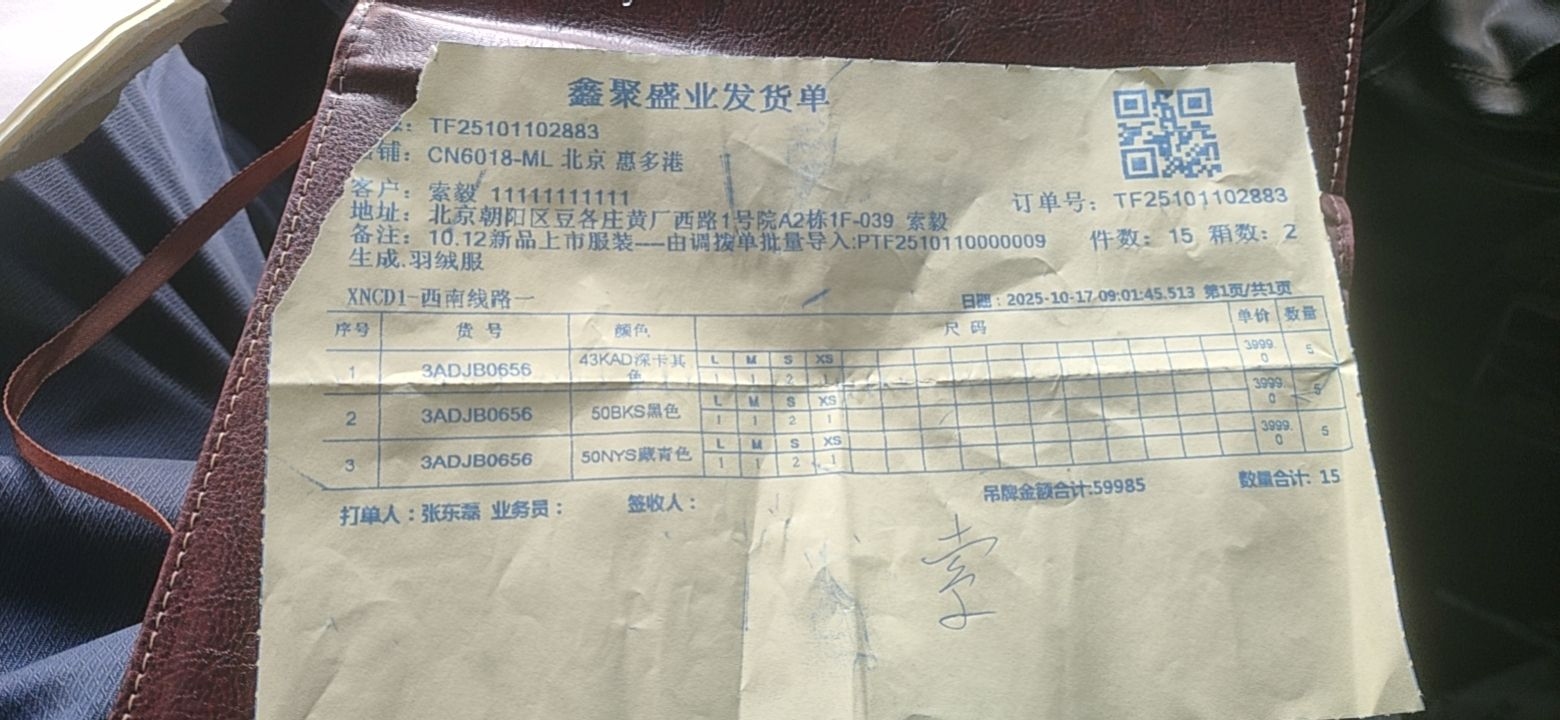 鑫聚盛业发货单
TF25101102883
铺：CN6018-ML 北京 惠多港
客户：索毅 11111111111
订单号：TF25101102883
地址：北京朝阳区豆各庄黄厂西路1号院A2栋1F-039 索毅
备注：10.12新品上市服装----由调拨单批量导入:PTF2510110000009
件数：15 箱数：2
生成.羽绒服
XNCD1-西南线路一
日期：2025-10-17 09:01:45.513 第1页/共1页
序号 货号 颜色 尺码 单价 数量
L M S XS
1 3ADJB0656 43KAD深卡其色 1 1 2 1 3999.0 5
L M S XS
2 3ADJB0656 50BKS黑色 1 1 2 1 3999.0 5
L M S XS
3 3ADJB0656 50NYS藏青色 1 1 2 1 3999.0 5
打单人：张东磊 业务员： 签收人： 吊牌金额合计:59985 数量合计: 15
索